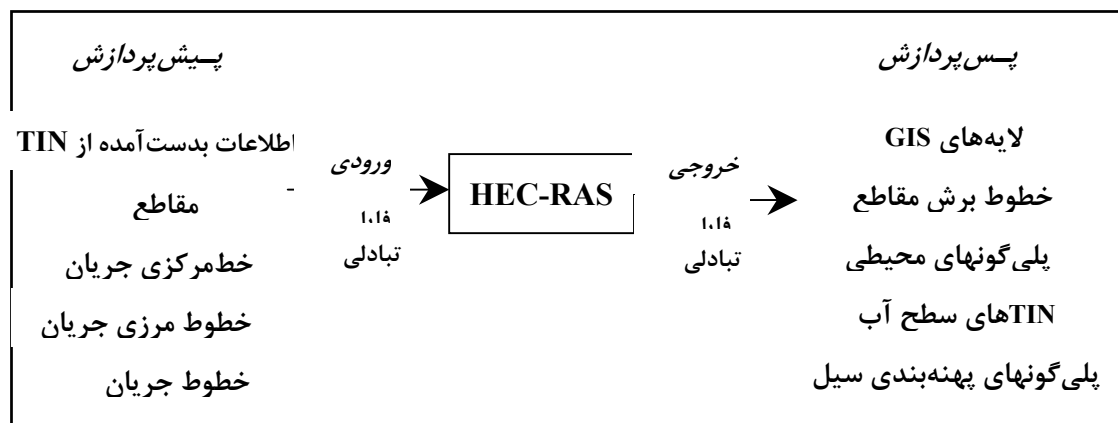 پیش‌پردازش
اطلاعات بدست‌آمده از TIN
مقاطع
خط‌مرکزی جریان
خطوط مرزی جریان
خطوط جریان
ورودی
تبادلی
HEC-RAS
خروجی
تبادلی
پس‌پردازش
لایه‌های GIS
خطوط برش مقاطع
پلی‌گونهای محیطی
TINهای سطح آب
پلی‌گونهای پهنه‌بندی سیل